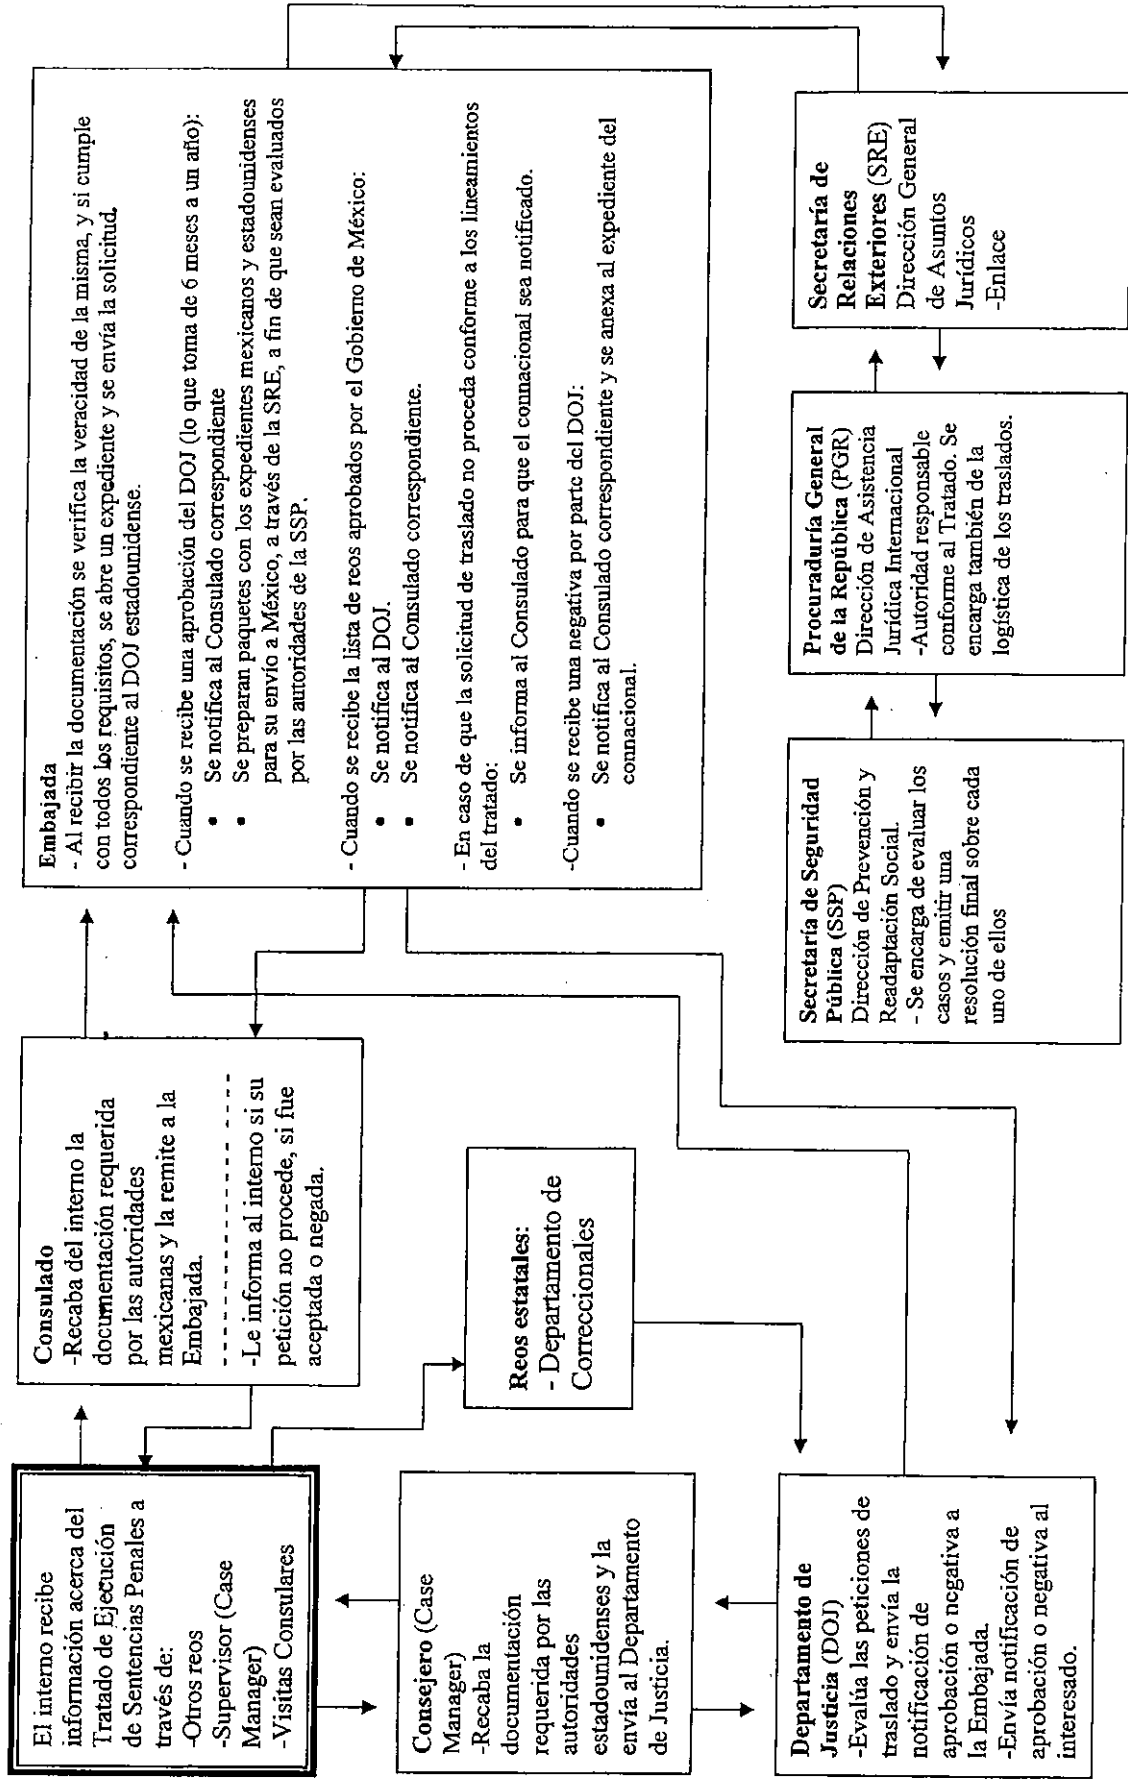 El interno recibe
información acerca del
Tratado de Ejecución
de Sentencias Penales a
través de:
-Otros reos
-Supervisor (Case
Manager)
-Visitas Consulares
Consulado
-Recaba del interno la
documentación requerida
por las autoridades
mexicanas y la remite a la
Embajada.
-Le informa al interno si su
petición no procede, si fue
aceptada o negada.
Embajada
- Al recibir la documentación se verifica la veracidad de la misma, y si cumple
con todos los requisitos, se abre un expediente y se envía la solicitud
correspondiente al DOJ estadounidense.
- Cuando se recibe una aprobación del DOJ (lo que toma de 6 meses a un año):
• Se notifica al Consulado correspondiente
• Se preparan paquetes con los expedientes mexicanos y estadounidenses
para su envío a México, a través de la SRE, a fin de que sean evaluados
por las autoridades de la SSP.
- Cuando se recibe la lista de reos aprobados por el Gobierno de México:
• Se notifica al DOJ.
• Se notifica al Consulado correspondiente.
- En caso de que la solicitud de traslado no proceda conforme a los lineamientos
del tratado:
• Se informa al Consulado para que el connacional sea notificado.
-Cuando se recibe una negativa por parte del DOJ:
• Se notifica al Consulado correspondiente y se anexa al expediente del
connacional.
Consejero (Case
Manager)
-Recaba la
documentación
requerida por las
autoridades
estadounidenses y la
envía al Departamento
de Justicia.
Reos estatales:
- Departamento de
Correccionales
Departamento de
Justicia (DOJ)
-Evalúa las peticiones de
traslado y envía la
notificación de
aprobación o negativa a
la Embajada.
-Envía notificación de
aprobación o negativa al
interesado.
Secretaría de Seguridad
Pública (SSP)
Dirección de Prevención y
Readaptación Social.
- Se encarga de evaluar los
casos y emitir una
resolución final sobre cada
uno de ellos
Procuraduría General
de la República (PGR)
Dirección de Asistencia
Jurídica Internacional
-Autoridad responsable
conforme al Tratado. Se
encarga también de la
logística de los traslados.
Secretaría de
Relaciones
Exteriores (SRE)
Dirección General
de Asuntos
Jurídicos
-Enlace